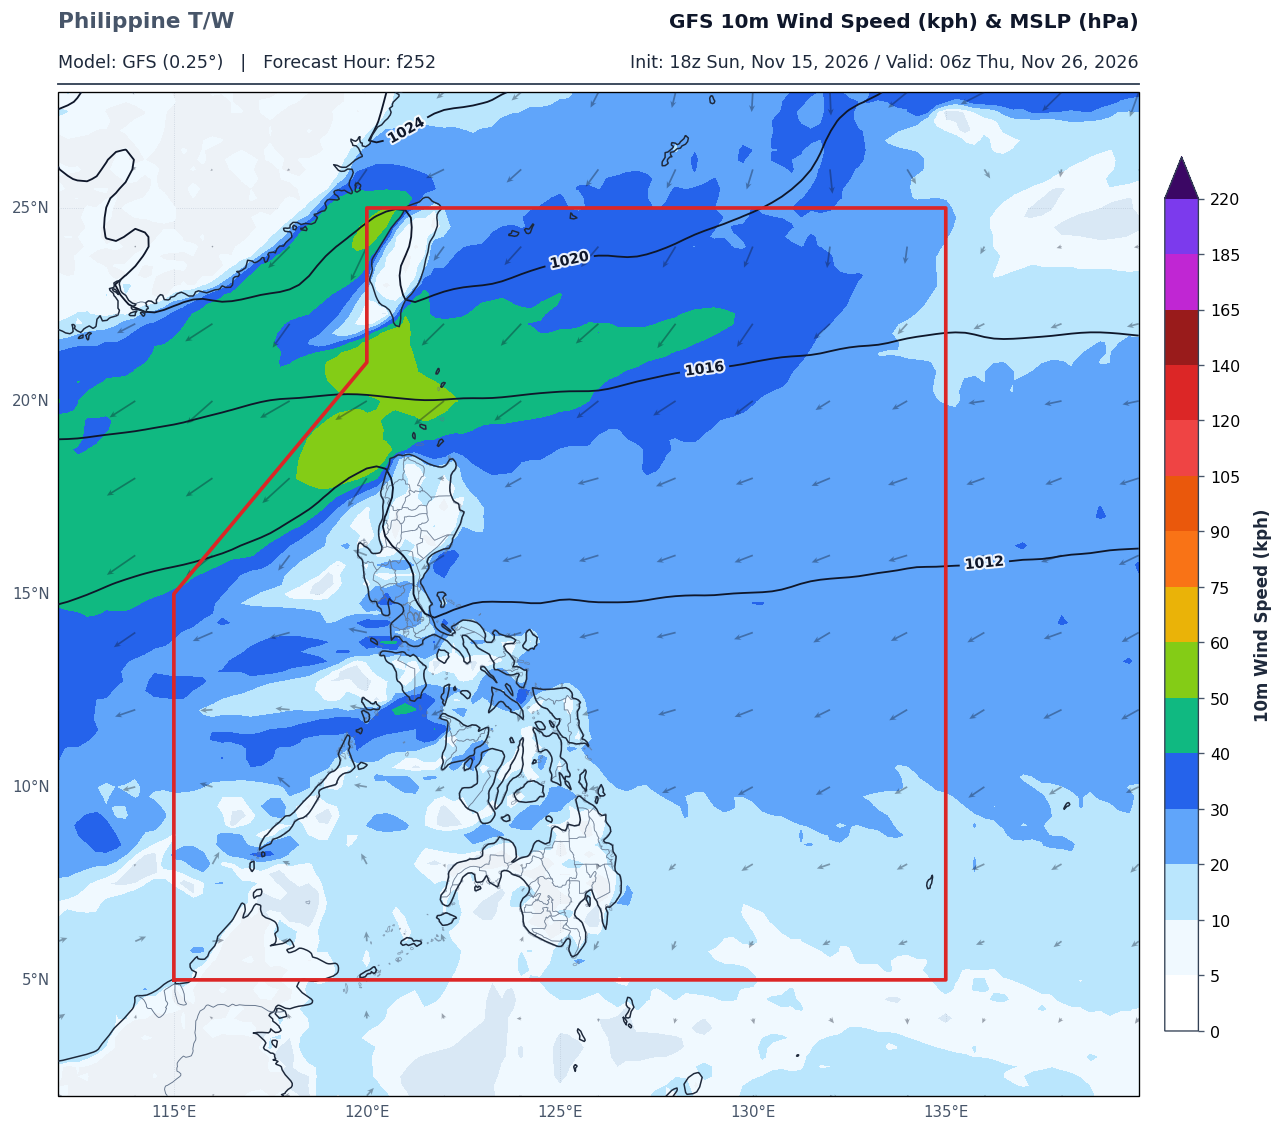 Philippine T/W
GFS 10m Wind Speed (kph) & MSLP (hPa)
Model: GFS (0.25°)   |   Forecast Hour: f252
Init: 18z Sun, Nov 15, 2026 / Valid: 06z Thu, Nov 26, 2026
1024
1020
1016
1012
25°N
20°N
15°N
10°N
5°N
115°E
120°E
125°E
130°E
135°E
220
185
165
140
120
105
90
75
60
50
40
30
20
10
5
0
10m Wind Speed (kph)